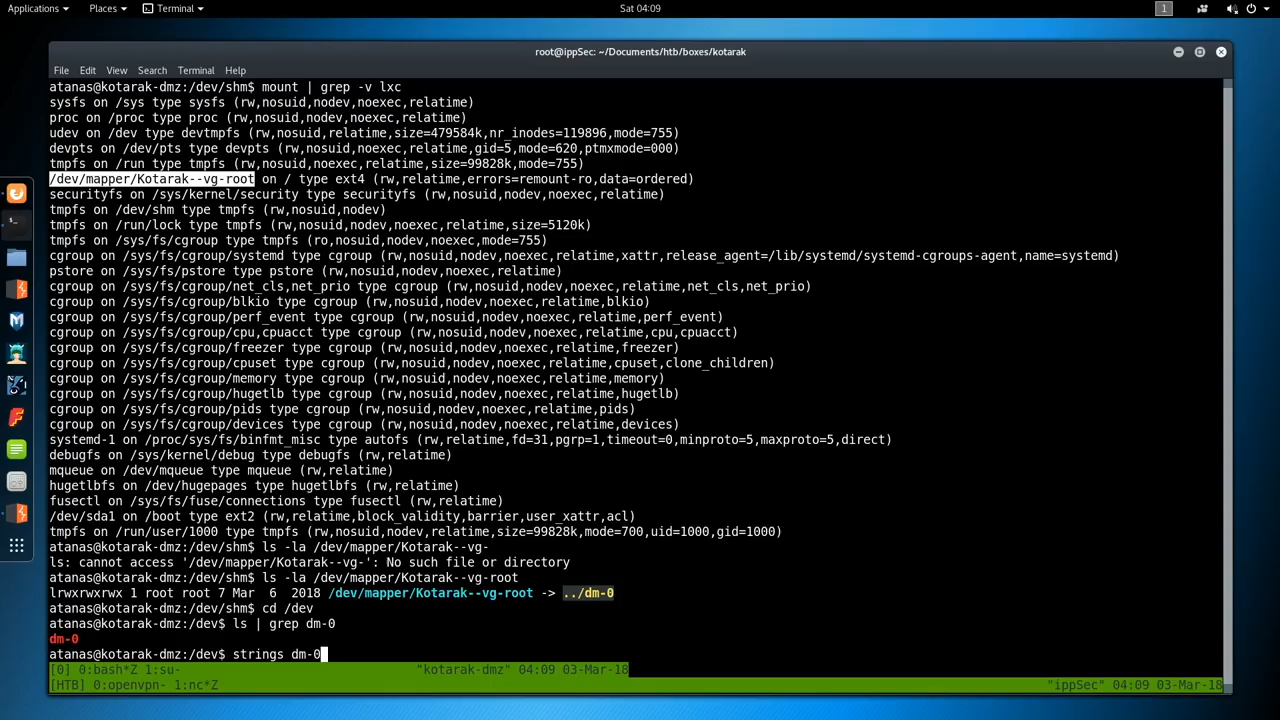 Applications
Places
Terminal
Sat 04:09
1
root@ippSec: ~/Documents/htb/boxes/kotarak
File Edit View Search Terminal Help
atanas@kotarak-dmz:/dev/shm$ mount | grep -v lxc
sysfs on /sys type sysfs (rw,nosuid,nodev,noexec,relatime)
proc on /proc type proc (rw,nosuid,nodev,noexec,relatime)
udev on /dev type devtmpfs (rw,nosuid,relatime,size=479584k,nr_inodes=119896,mode=755)
devpts on /dev/pts type devpts (rw,nosuid,noexec,relatime,gid=5,mode=620,ptmxmode=000)
tmpfs on /run type tmpfs (rw,nosuid,noexec,relatime,size=99828k,mode=755)
/dev/mapper/Kotarak--vg-root on / type ext4 (rw,relatime,errors=remount-ro,data=ordered)
securityfs on /sys/kernel/security type securityfs (rw,nosuid,nodev,noexec,relatime)
tmpfs on /dev/shm type tmpfs (rw,nosuid,nodev)
tmpfs on /run/lock type tmpfs (rw,nosuid,nodev,noexec,relatime,size=5120k)
tmpfs on /sys/fs/cgroup type tmpfs (ro,nosuid,nodev,noexec,mode=755)
cgroup on /sys/fs/cgroup/systemd type cgroup (rw,nosuid,nodev,noexec,relatime,xattr,release_agent=/lib/systemd/systemd-cgroups-agent,name=systemd)
pstore on /sys/fs/pstore type pstore (rw,nosuid,nodev,noexec,relatime)
cgroup on /sys/fs/cgroup/net_cls,net_prio type cgroup (rw,nosuid,nodev,noexec,relatime,net_cls,net_prio)
cgroup on /sys/fs/cgroup/blkio type cgroup (rw,nosuid,nodev,noexec,relatime,blkio)
cgroup on /sys/fs/cgroup/perf_event type cgroup (rw,nosuid,nodev,noexec,relatime,perf_event)
cgroup on /sys/fs/cgroup/cpu,cpuacct type cgroup (rw,nosuid,nodev,noexec,relatime,cpu,cpuacct)
cgroup on /sys/fs/cgroup/freezer type cgroup (rw,nosuid,nodev,noexec,relatime,freezer)
cgroup on /sys/fs/cgroup/cpuset type cgroup (rw,nosuid,nodev,noexec,relatime,cpuset,clone_children)
cgroup on /sys/fs/cgroup/memory type cgroup (rw,nosuid,nodev,noexec,relatime,memory)
cgroup on /sys/fs/cgroup/hugetlb type cgroup (rw,nosuid,nodev,noexec,relatime,hugetlb)
cgroup on /sys/fs/cgroup/pids type cgroup (rw,nosuid,nodev,noexec,relatime,pids)
cgroup on /sys/fs/cgroup/devices type cgroup (rw,nosuid,nodev,noexec,relatime,devices)
systemd-1 on /proc/sys/fs/binfmt_misc type autofs (rw,relatime,fd=31,pgrp=1,timeout=0,minproto=5,maxproto=5,direct)
debugfs on /sys/kernel/debug type debugfs (rw,relatime)
mqueue on /dev/mqueue type mqueue (rw,relatime)
hugetlbfs on /dev/hugepages type hugetlbfs (rw,relatime)
fusectl on /sys/fs/fuse/connections type fusectl (rw,relatime)
/dev/sda1 on /boot type ext2 (rw,relatime,block_validity,barrier,user_xattr,acl)
tmpfs on /run/user/1000 type tmpfs (rw,nosuid,nodev,relatime,size=99828k,mode=700,uid=1000,gid=1000)
atanas@kotarak-dmz:/dev/shm$ ls -la /dev/mapper/Kotarak--vg-
ls: cannot access '/dev/mapper/Kotarak--vg-': No such file or directory
atanas@kotarak-dmz:/dev/shm$ ls -la /dev/mapper/Kotarak--vg-root
lrwxrwxrwx 1 root root 7 Mar  6  2018 /dev/mapper/Kotarak--vg-root -> ../dm-0
atanas@kotarak-dmz:/dev/shm$ cd /dev
atanas@kotarak-dmz:/dev$ ls | grep dm-0
dm-0
atanas@kotarak-dmz:/dev$ strings dm-0
[0] 0:bash*Z 1:su- "kotarak-dmz" 04:09 03-Mar-18
[HTB] 0:openvpn- 1:nc*Z "ippSec" 04:09 03-Mar-18